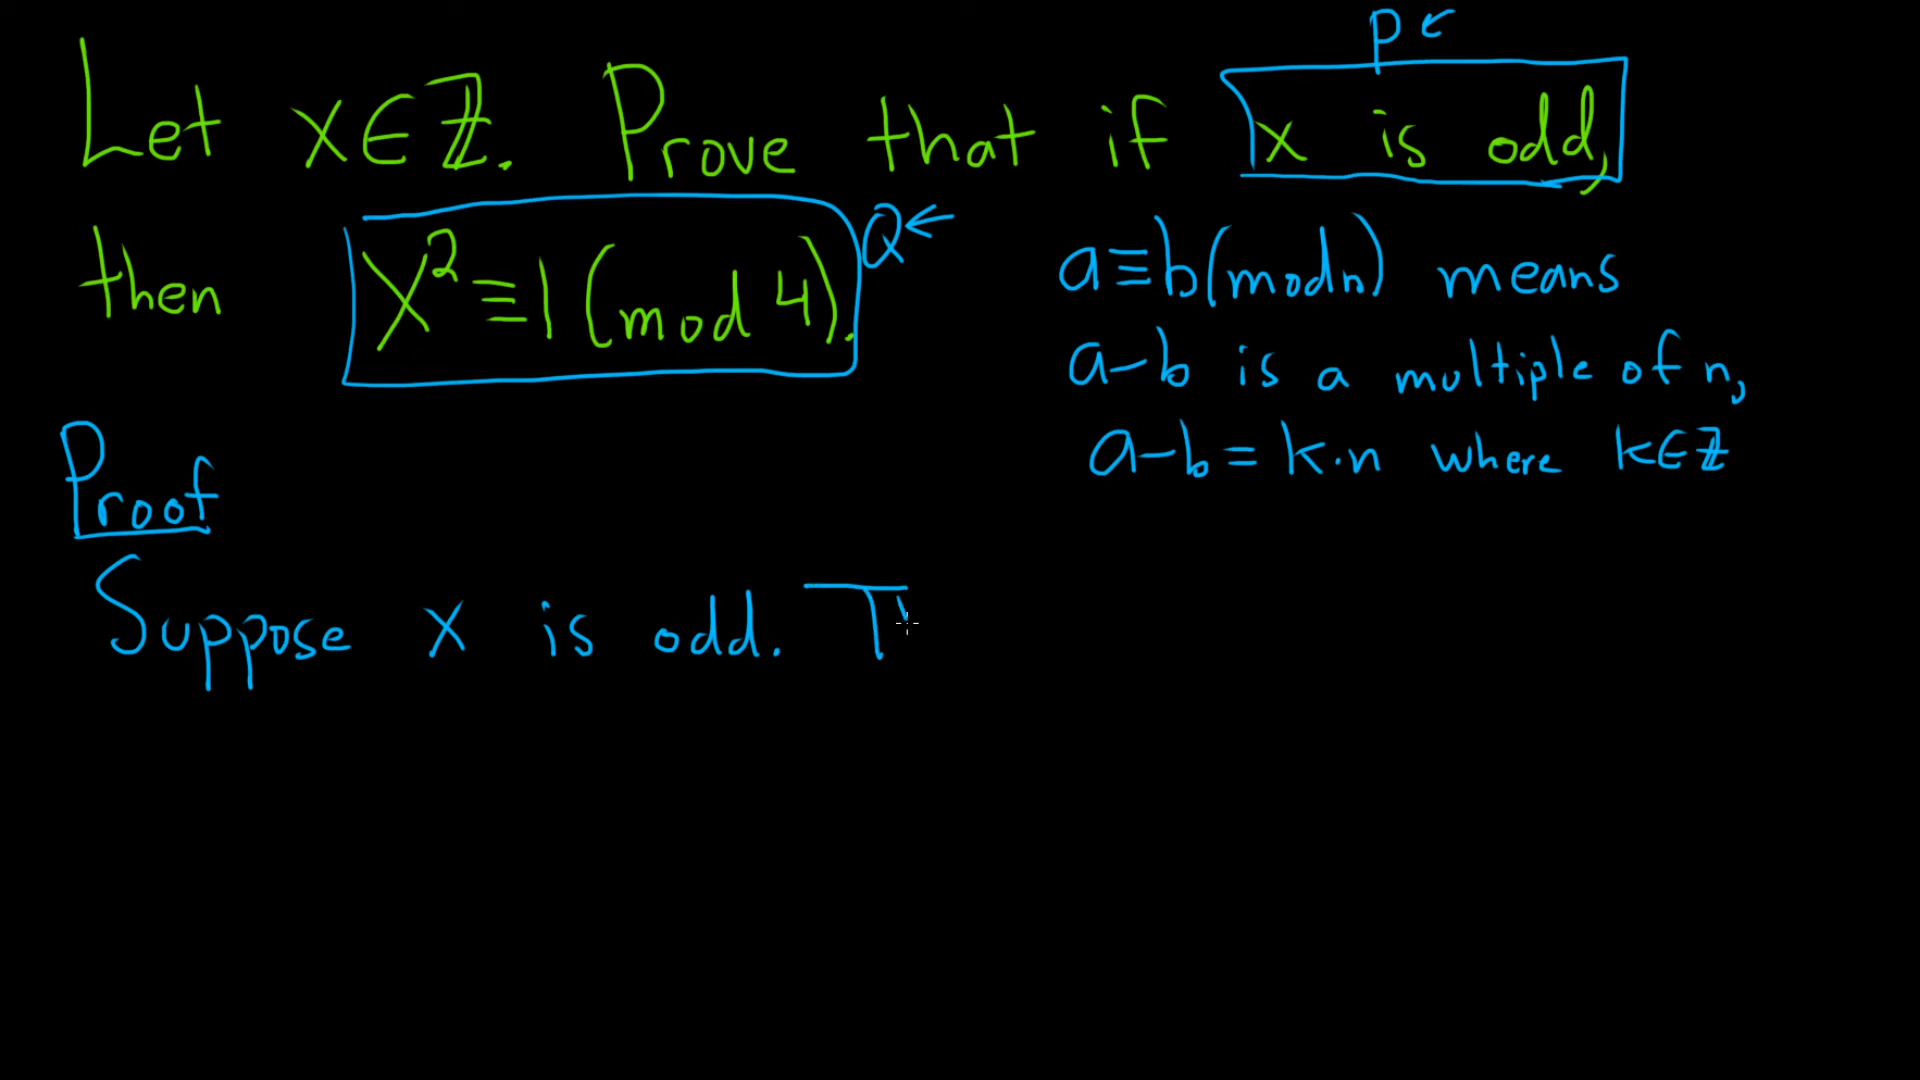 P
Let x∈ℤ. Prove that if x is odd,
then x²≡1(mod 4). Q←
a≡b(mod n) means
a-b is a multiple of n,
a-b = k·n where k∈ℤ
Proof
Suppose x is odd. T